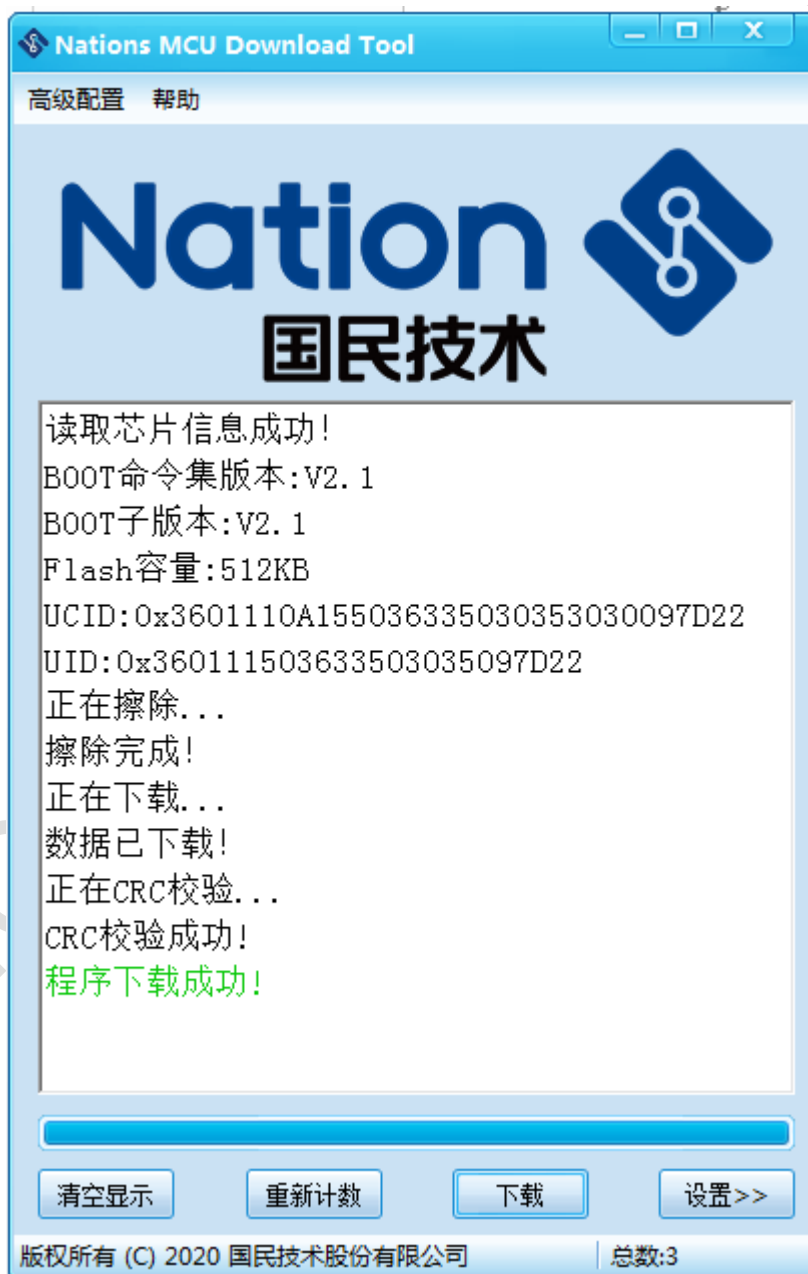 Nations MCU Download Tool
高级配置 帮助
Nation
国民技术
读取芯片信息成功!
BOOT命令集版本:V2.1
BOOT子版本:V2.1
Flash容量:512KB
UCID:0x3601110A155036335030353030097D22
UID:0x360111503633503035097D22
正在擦除...
擦除完成!
正在下载...
数据已下载!
正在CRC校验...
CRC校验成功!
程序下载成功!
清空显示 重新计数 下载 设置>>
版权所有 (C) 2020 国民技术股份有限公司 总数:3